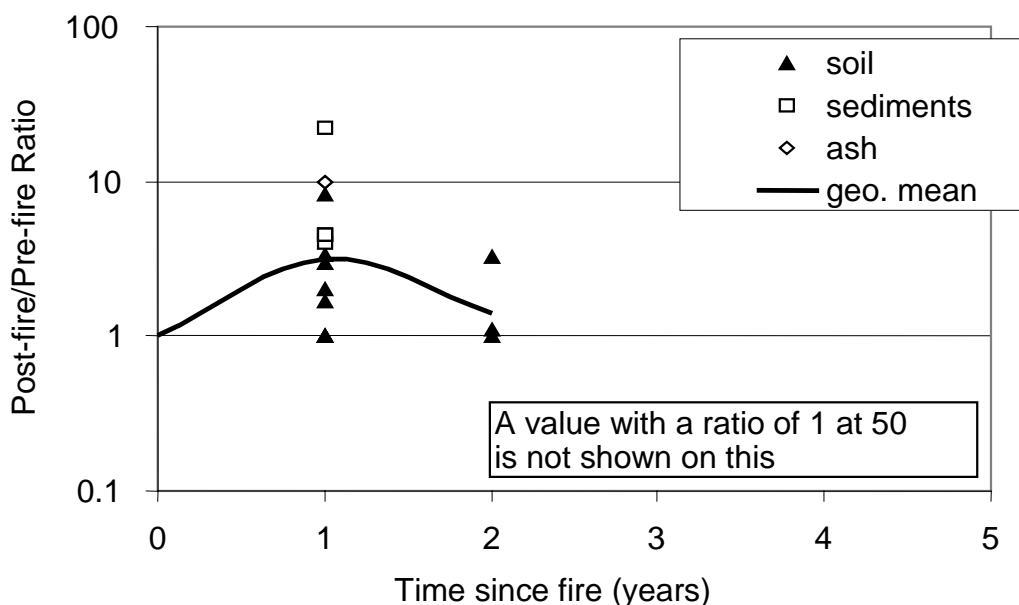 Post-fire/Pre-fire Ratio
100
10
1
0.1
soil
sediments
ash
geo. mean
A value with a ratio of 1 at 50
is not shown on this
0 1 2 3 4 5
Time since fire (years)